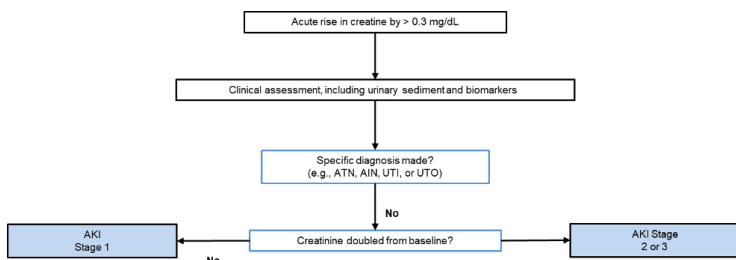 Acute rise in creatine by > 0.3 mg/dL
Clinical assessment, including urinary sediment and biomarkers
Specific diagnosis made?
(e.g., ATN, AIN, UTI, or UTO)
No
AKI
Stage 1
Creatinine doubled from baseline?
AKI Stage
2 or 3
No